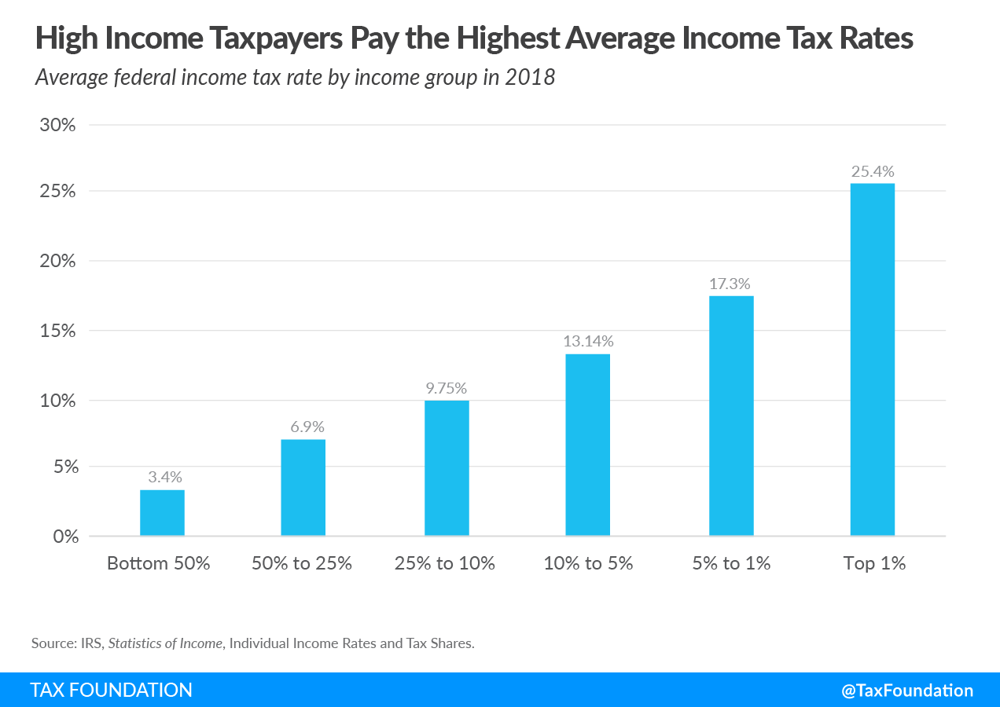 High Income Taxpayers Pay the Highest Average Income Tax Rates
Average federal income tax rate by income group in 2018
30%
25.4%
25%
20%
17.3%
15%
13.14%
9.75%
10%
6.9%
5%
3.4%
0%
Bottom 50%
50% to 25%
25% to 10%
10% to 5%
5% to 1%
Top 1%
Source: IRS, Statistics of Income, Individual Income Rates and Tax Shares.
TAX FOUNDATION
@TaxFoundation